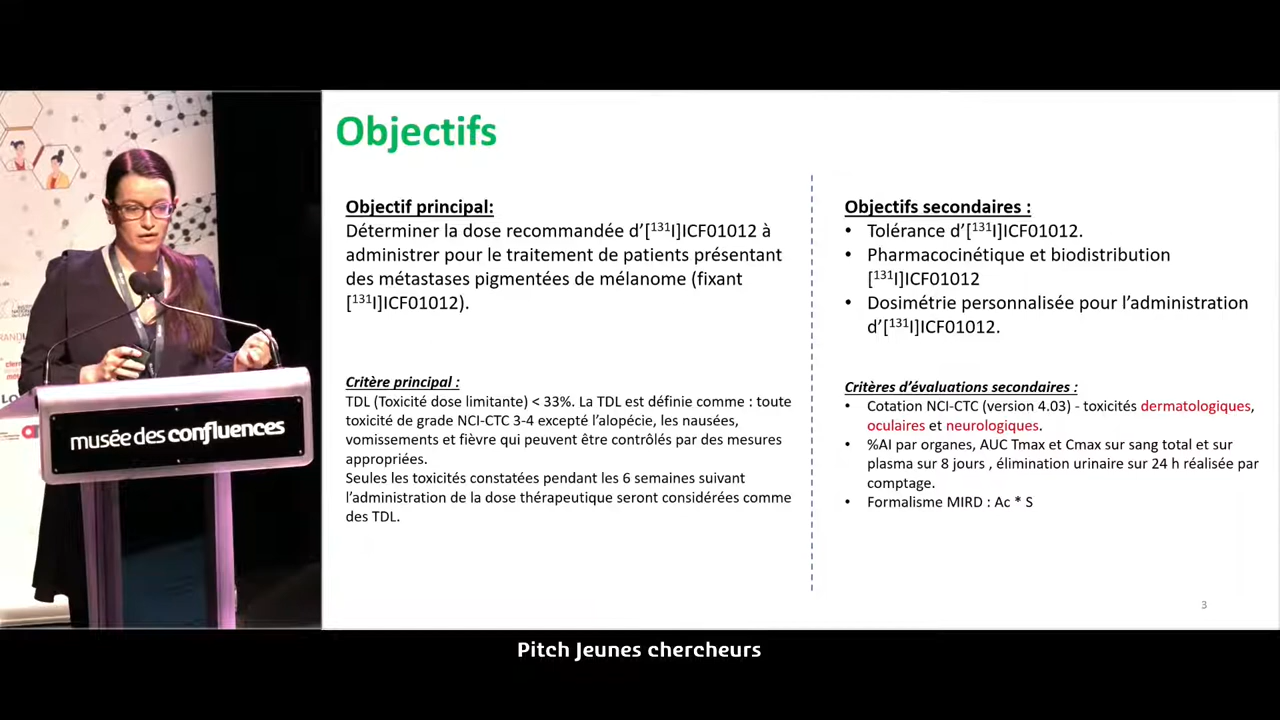 Objectifs
Objectif principal:
Déterminer la dose recommandée d'[¹³¹I]ICF01012 à
administrer pour le traitement de patients présentant
des métastases pigmentées de mélanome (fixant
[¹³¹I]ICF01012).
Critère principal :
TDL (Toxicité dose limitante) < 33%. La TDL est définie comme : toute
toxicité de grade NCI-CTC 3-4 excepté l'alopécie, les nausées,
vomissements et fièvre qui peuvent être contrôlés par des mesures
appropriées.
Seules les toxicités constatées pendant les 6 semaines suivant
l'administration de la dose thérapeutique seront considérées comme
des TDL.
Objectifs secondaires :
• Tolérance d'[¹³¹I]ICF01012.
• Pharmacocinétique et biodistribution
[¹³¹I]ICF01012
• Dosimétrie personnalisée pour l'administration
d'[¹³¹I]ICF01012.
Critères d'évaluations secondaires :
• Cotation NCI-CTC (version 4.03) - toxicités dermatologiques,
oculaires et neurologiques.
• %AI par organes, AUC Tmax et Cmax sur sang total et sur
plasma sur 8 jours , élimination urinaire sur 24 h réalisée par
comptage.
• Formalisme MIRD : Ac * S
3
musée des confluences
Pitch Jeunes chercheurs